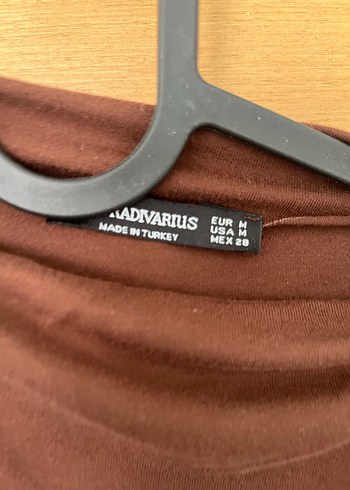 RADIVARIUS
MADE IN TURKEY
EUR M
USA M
MEX 28